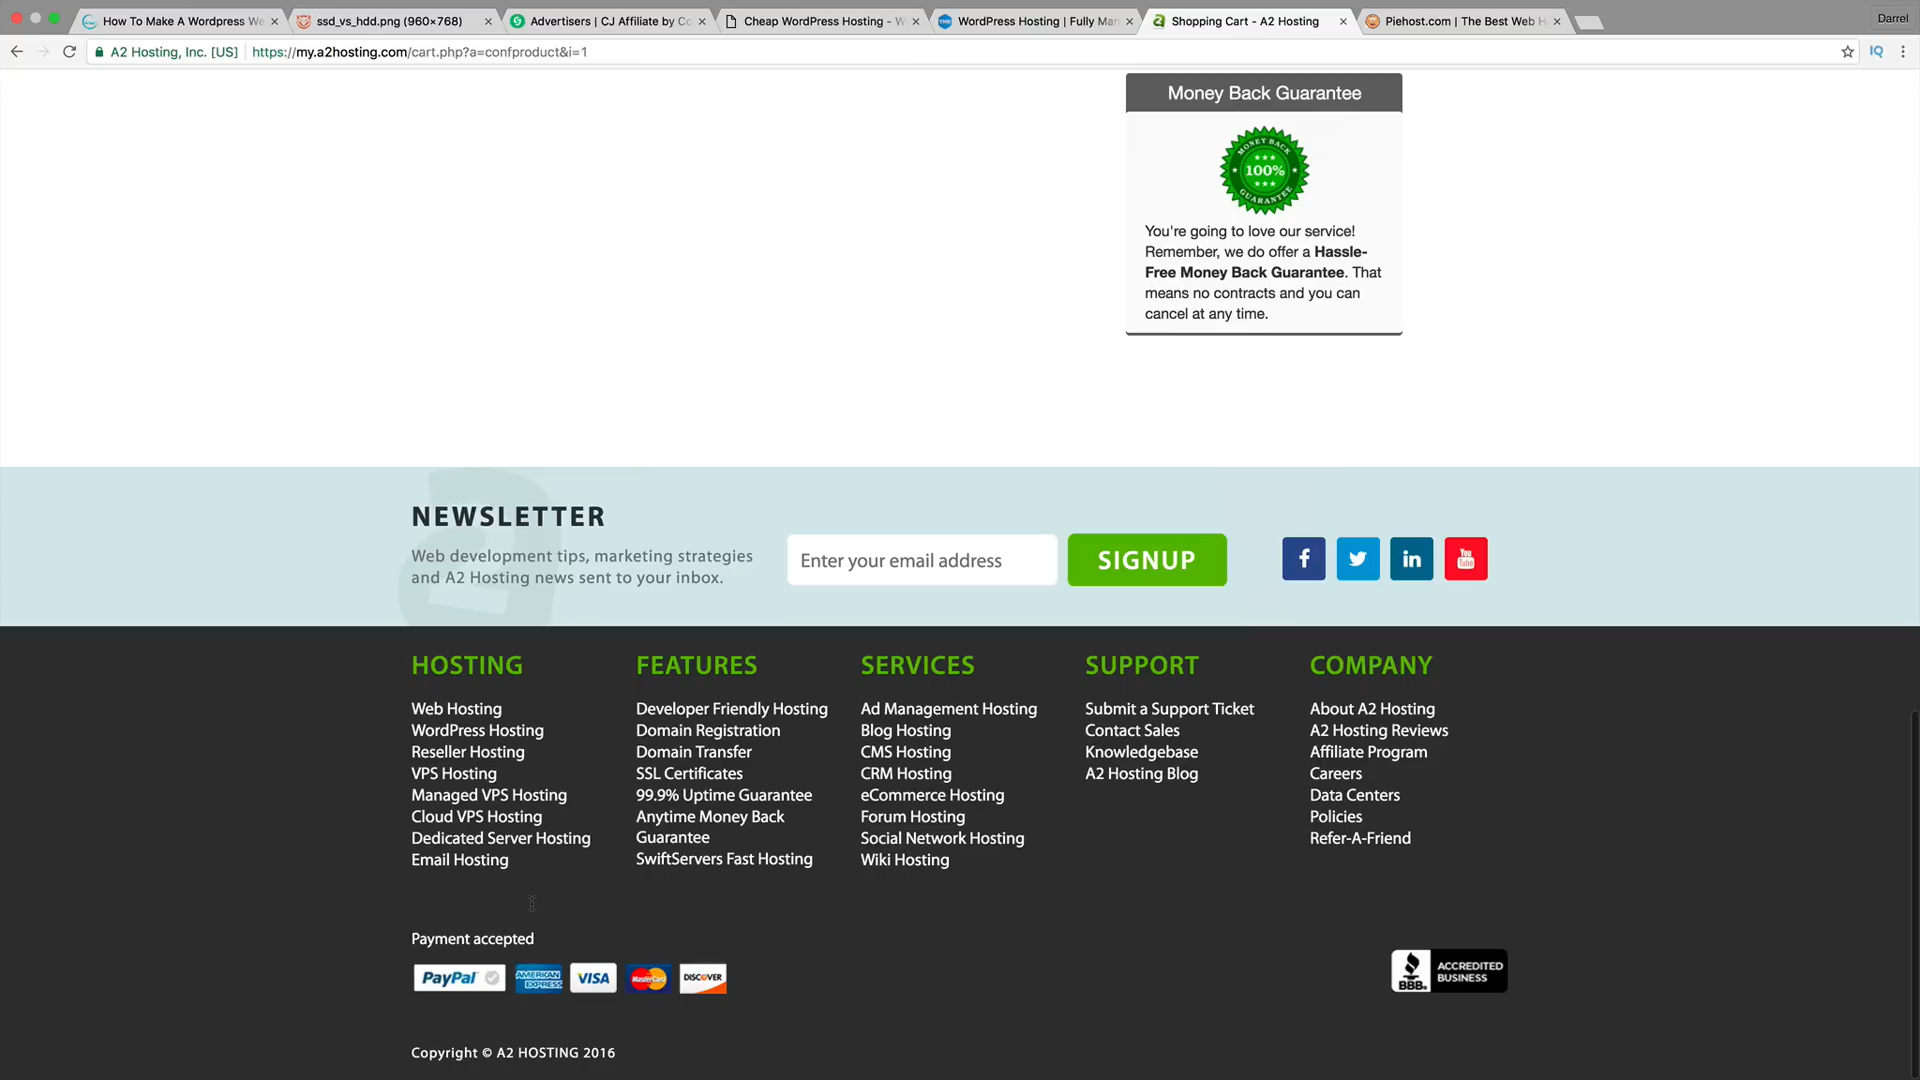 How To Make A Wordpress We
ssd_vs_hdd.png (960×768)
Advertisers | CJ Affiliate by Co
Cheap WordPress Hosting - W
WordPress Hosting | Fully Man
Shopping Cart - A2 Hosting
Piehost.com | The Best Web H
Darrel
A2 Hosting, Inc. [US]
https://my.a2hosting.com/cart.php?a=confproduct&i=1
IQ
Money Back Guarantee
MONEY BACK
100%
GUARANTEE
You're going to love our service!
Remember, we do offer a Hassle-
Free Money Back Guarantee. That
means no contracts and you can
cancel at any time.
NEWSLETTER
Web development tips, marketing strategies
and A2 Hosting news sent to your inbox.
Enter your email address
SIGNUP
f
in
You Tube
HOSTING
Web Hosting
WordPress Hosting
Reseller Hosting
VPS Hosting
Managed VPS Hosting
Cloud VPS Hosting
Dedicated Server Hosting
Email Hosting
FEATURES
Developer Friendly Hosting
Domain Registration
Domain Transfer
SSL Certificates
99.9% Uptime Guarantee
Anytime Money Back
Guarantee
SwiftServers Fast Hosting
SERVICES
Ad Management Hosting
Blog Hosting
CMS Hosting
CRM Hosting
eCommerce Hosting
Forum Hosting
Social Network Hosting
Wiki Hosting
SUPPORT
Submit a Support Ticket
Contact Sales
Knowledgebase
A2 Hosting Blog
COMPANY
About A2 Hosting
A2 Hosting Reviews
Affiliate Program
Careers
Data Centers
Policies
Refer-A-Friend
Payment accepted
PayPal
AMERICAN EXPRESS
VISA
MasterCard
DISCOVER
BBB.
ACCREDITED
BUSINESS
Copyright © A2 HOSTING 2016